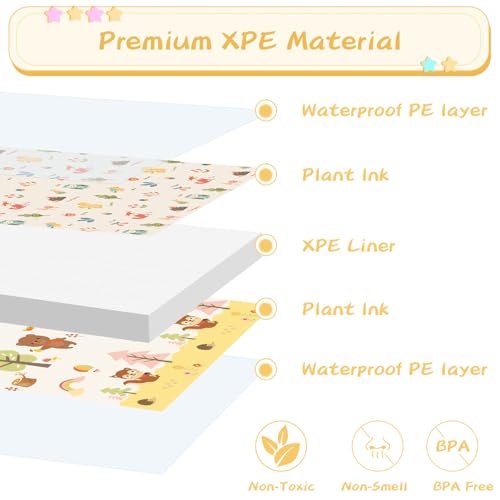 Premium XPE Material
Waterproof PE layer
Plant Ink
XPE Liner
Plant Ink
Waterproof PE layer
BPA
Non-Toxic
Non-Smell
BPA Free